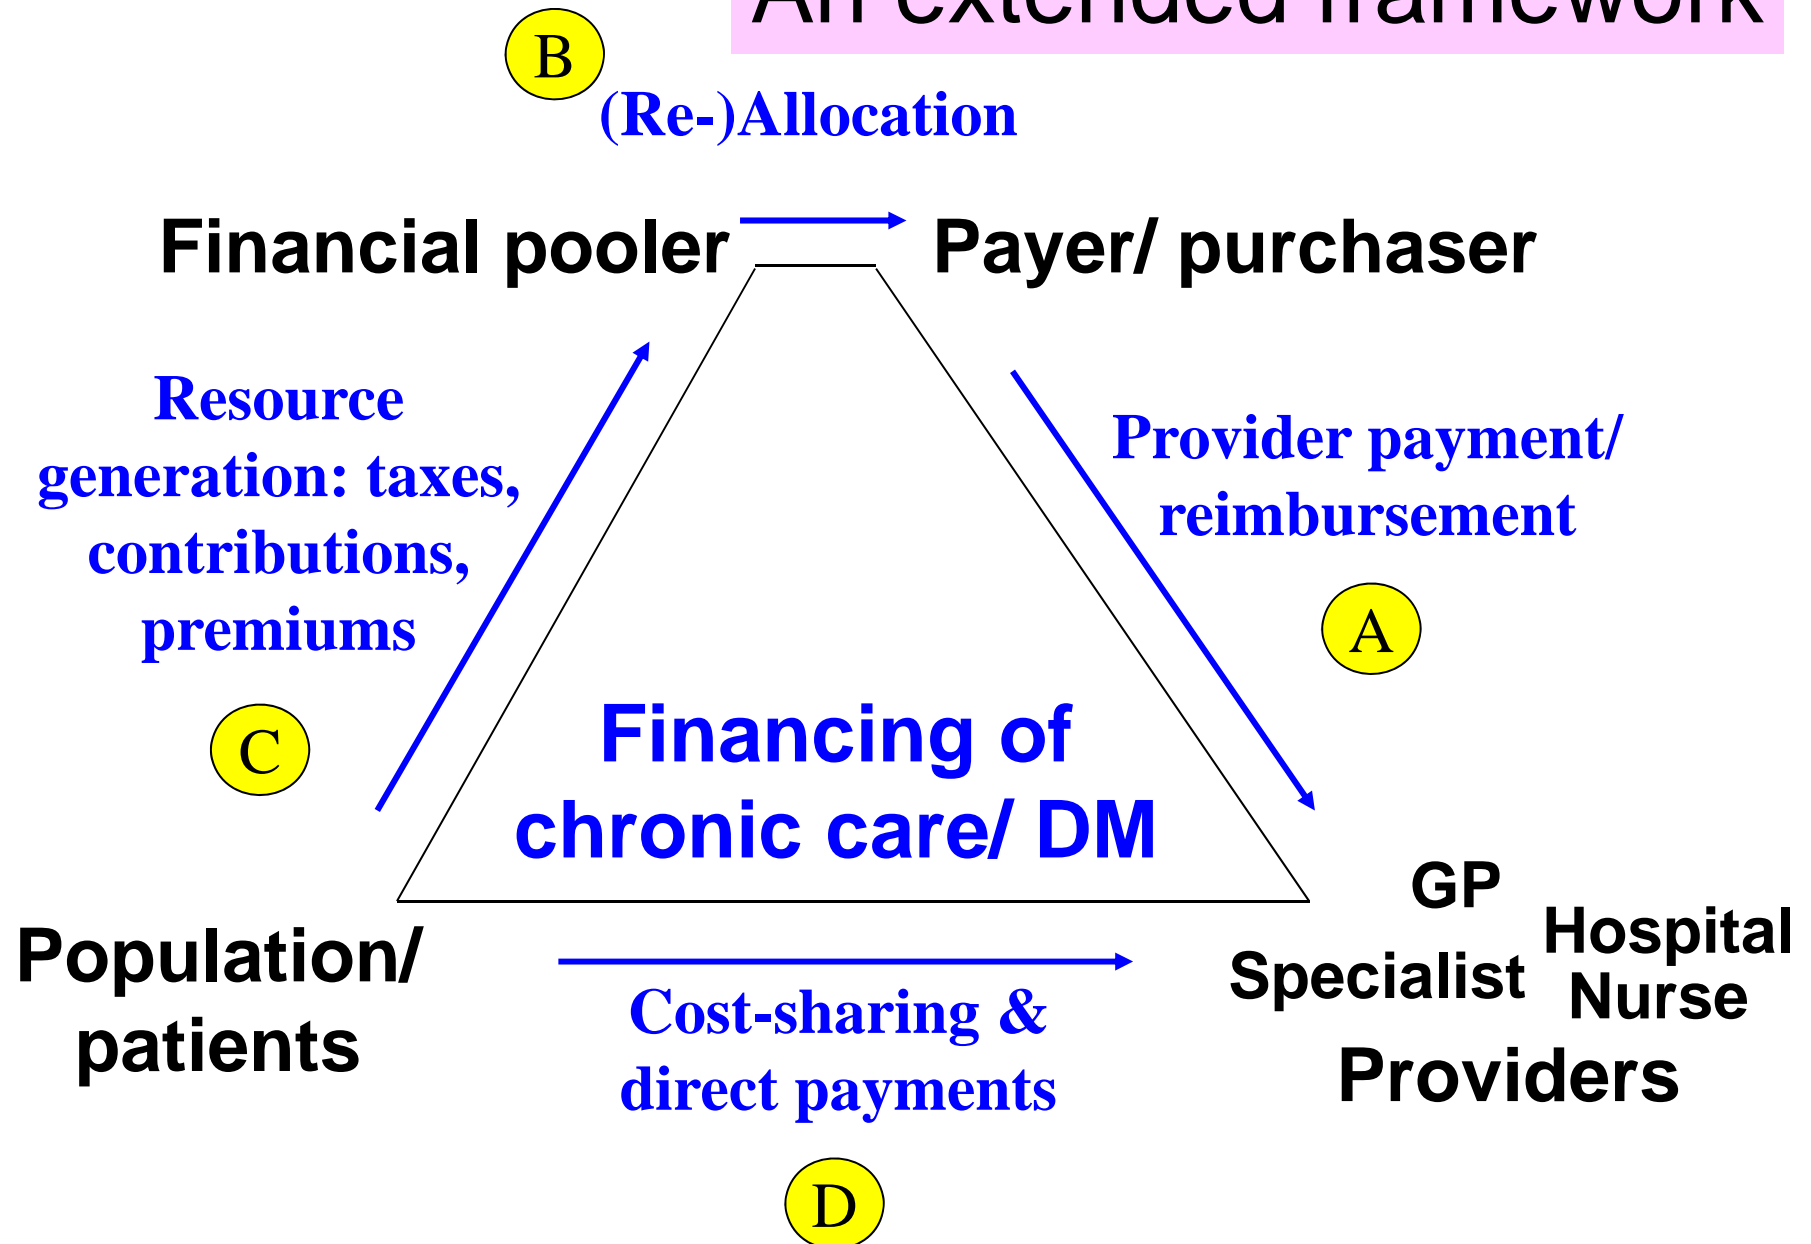 An extended framework
B
(Re-)Allocation
Financial pooler
Payer/ purchaser
Resource
generation: taxes,
contributions,
premiums
C
Provider payment/
reimbursement
A
Financing of
chronic care/ DM
Population/
patients
Cost-sharing &
direct payments
D
GP
Hospital
Specialist
Nurse
Providers